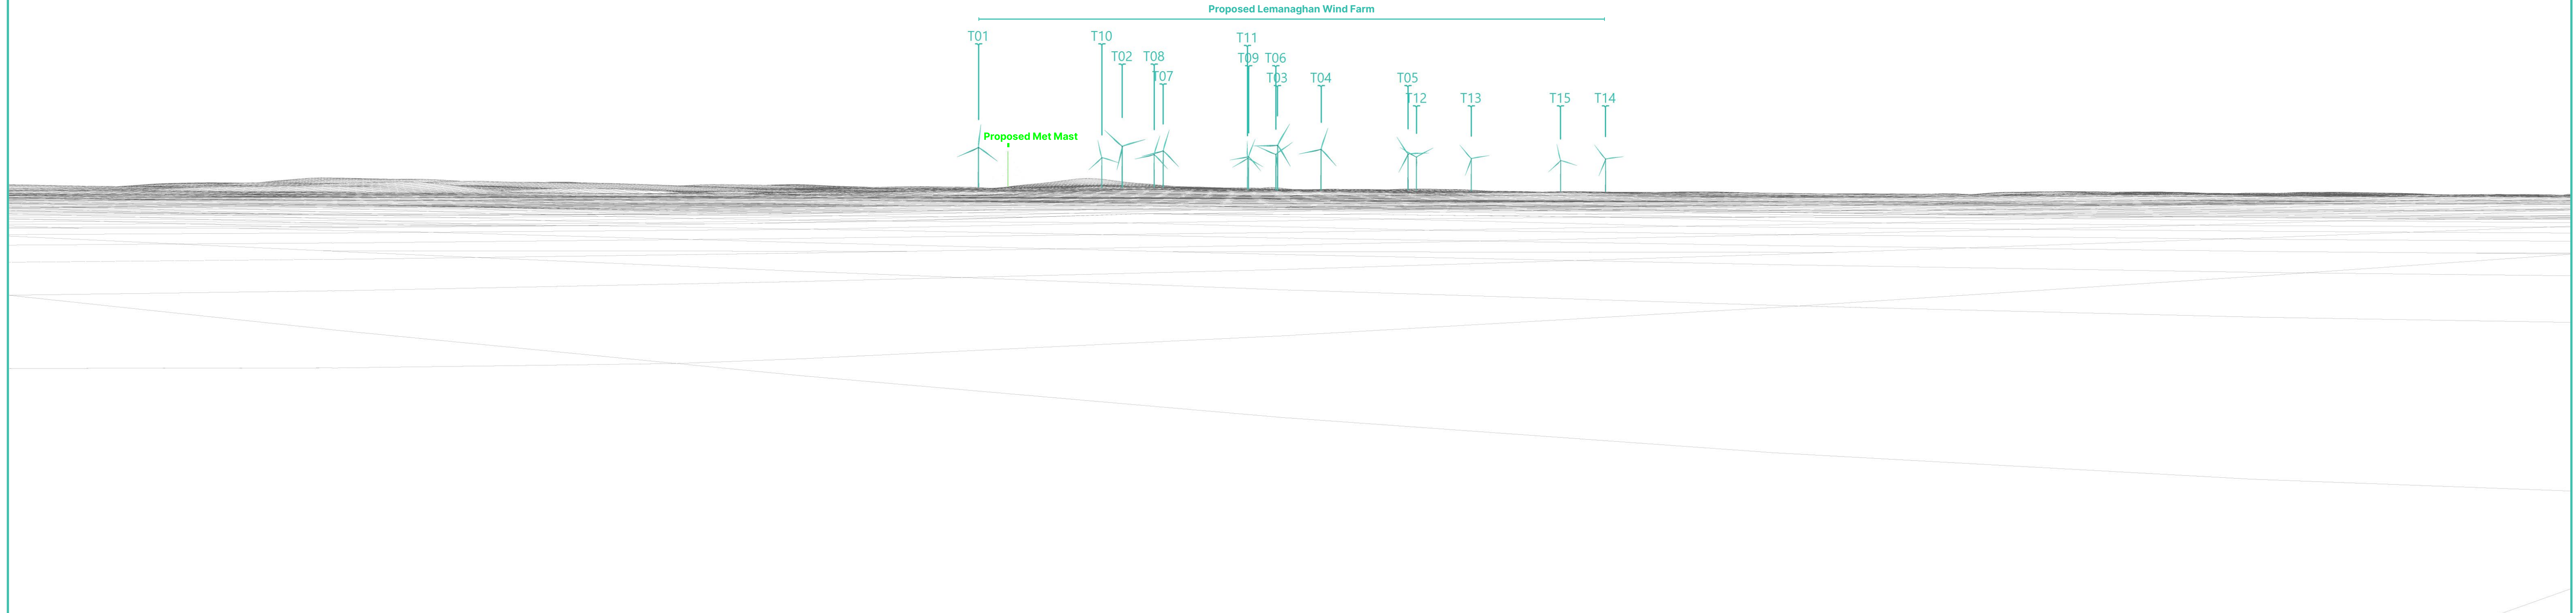 Proposed Lemanaghan Wind Farm
T01
T10
T11
T02
T08
T09
T06
T07
T03
T04
T05
T12
T13
T15
T14
Proposed Met Mast